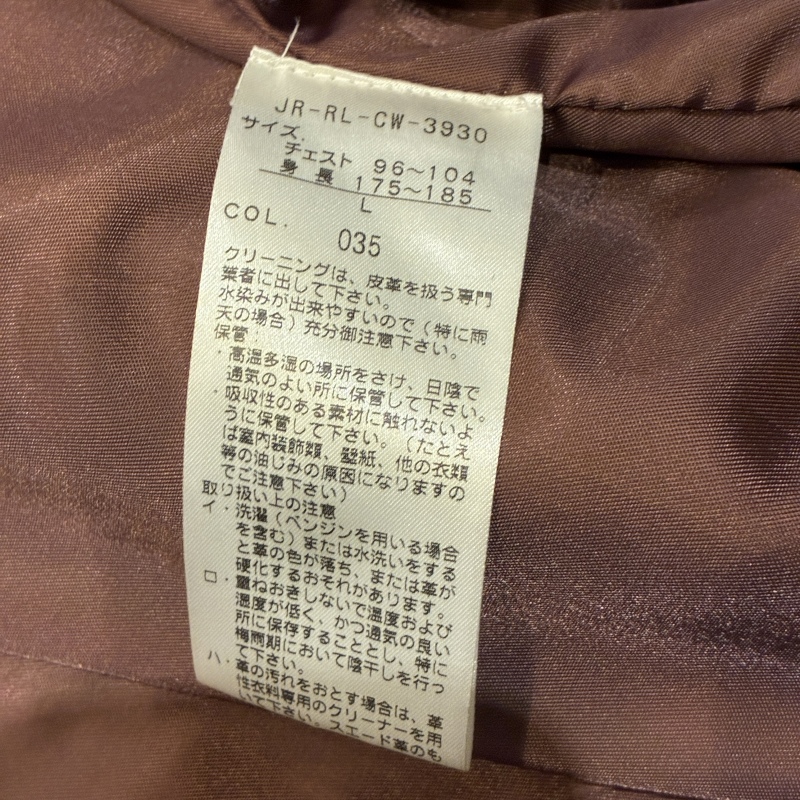 JR-RL-CW-3930
サイズ.
チェスト 96~104
身長 175~185
L
COL.
035
クリーニングは、皮革を扱う専門
業者に出して下さい。
水染みが出来やすいので(特に雨
天の場合)充分御注意下さい。
保管:
・高温多湿の場所をさけ、日陰で
通気のよい所に保管して下さい。
・吸収性のある素材に触れないよ
うに保管して下さい。(たとえ
ば室内装飾類、壁紙、他の衣類
等の油じみの原因になりますの
でご注意下さい)
取り扱い上の注意
イ・洗濯(ベンジンを用いる場合
を含む)または水洗いをする
と革の色が落ち、または革が
硬化するおそれがあります。
ロ・重ねおきしないで温度および
湿度が低く、かつ通気の良い
所に保存することとし、特に
梅雨期において陰干しを行っ
て下さい。
ハ・革の汚れをおとす場合は、革
性衣料専用のクリーナーを用
いて下さい。スエード革のも